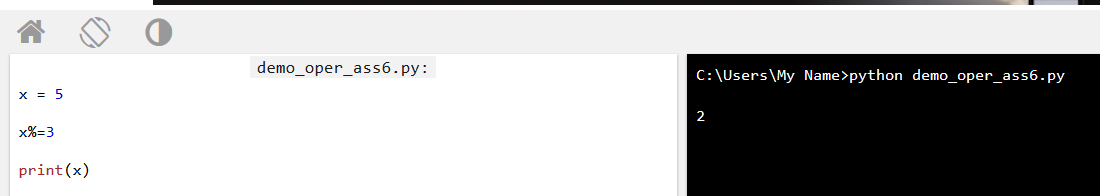 demo_oper_ass6.py:
x = 5
x%=3
print(x)
C:\Users\My Name>python demo_oper_ass6.py
2